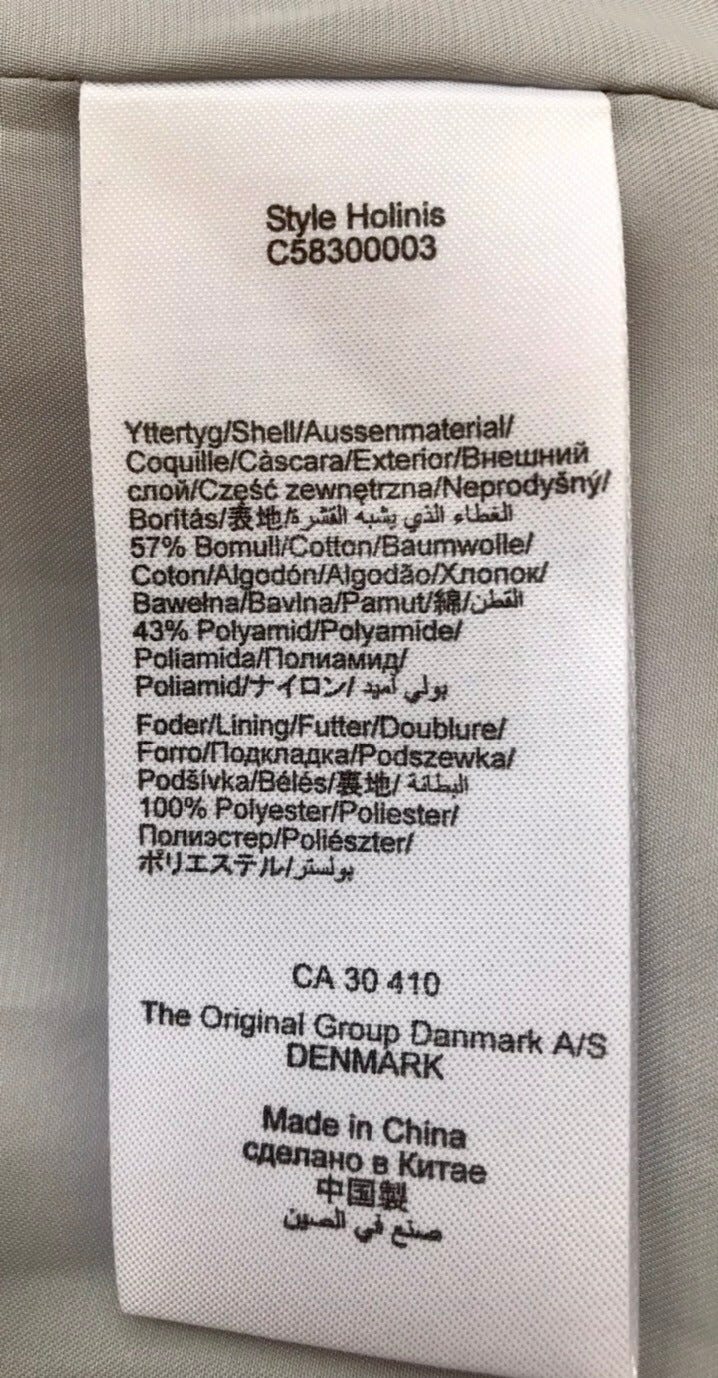 Style Holinis
C58300003
Yttertyg/Shell/Aussenmaterial/
Coquille/Càscara/Exterior/Внешний
слой/Część zewnętrzna/Neprodyšný/
Boritás/表地/الغطاء الذي يشبه القشرة
57% Bomull/Cotton/Baumwolle/
Coton/Algodón/Algodão/Хлопок/
Bawełna/Bavlna/Pamut/綿/القطن
43% Polyamid/Polyamide/
Poliamida/Полиамид/
Poliamid/ナイロン/ بولي أميد
Foder/Lining/Futter/Doublure/
Forro/Подкладка/Podszewka/
Podšívka/Bélés/裏地/ البطانة
100% Polyester/Poliester/
Полиэстер/Poliészter/
ポリエステル/بولستر
CA 30 410
The Original Group Danmark A/S
DENMARK
Made in China
сделано в Китае
中国製
صنع في الصين